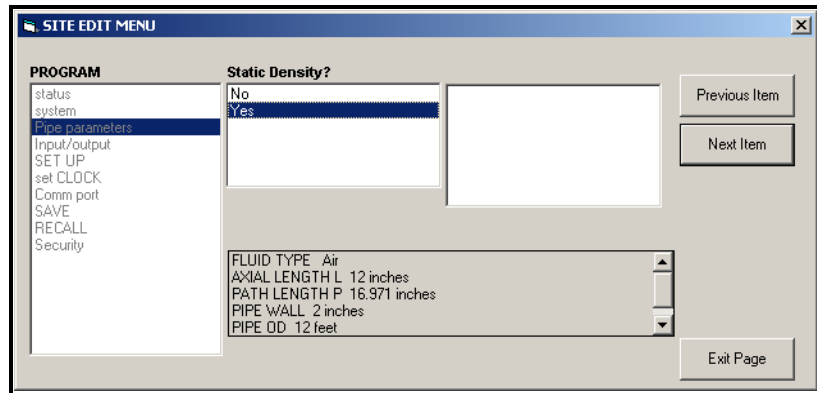 SITE EDIT MENU
PROGRAM
status
system
Pipe parameters
Input/output
SET UP
set CLOCK
Comm port
SAVE
RECALL
Security
Static Density?
No
Yes
FLUID TYPE Air
AXIAL LENGTH L 12 inches
PATH LENGTH P 16.971 inches
PIPE WALL 2 inches
PIPE OD 12 feet
Previous Item
Next Item
Exit Page